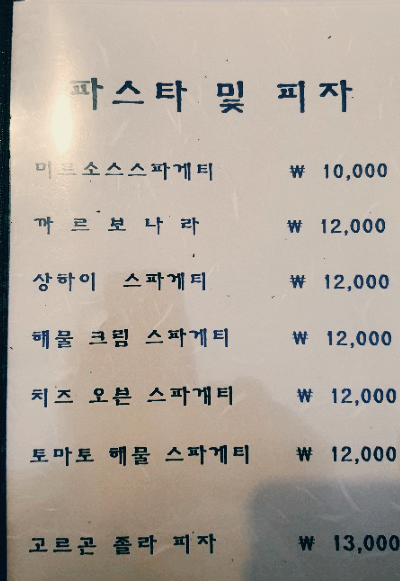 파스타 및 피자
미트소스스파게티 ₩ 10,000
까르보나라 ₩ 12,000
상하이 스파게티 ₩ 12,000
해물 크림 스파게티 ₩ 12,000
치즈 오븐 스파게티 ₩ 12,000
토마토 해물 스파게티 ₩ 12,000
고르곤 졸라 피자 ₩ 13,000